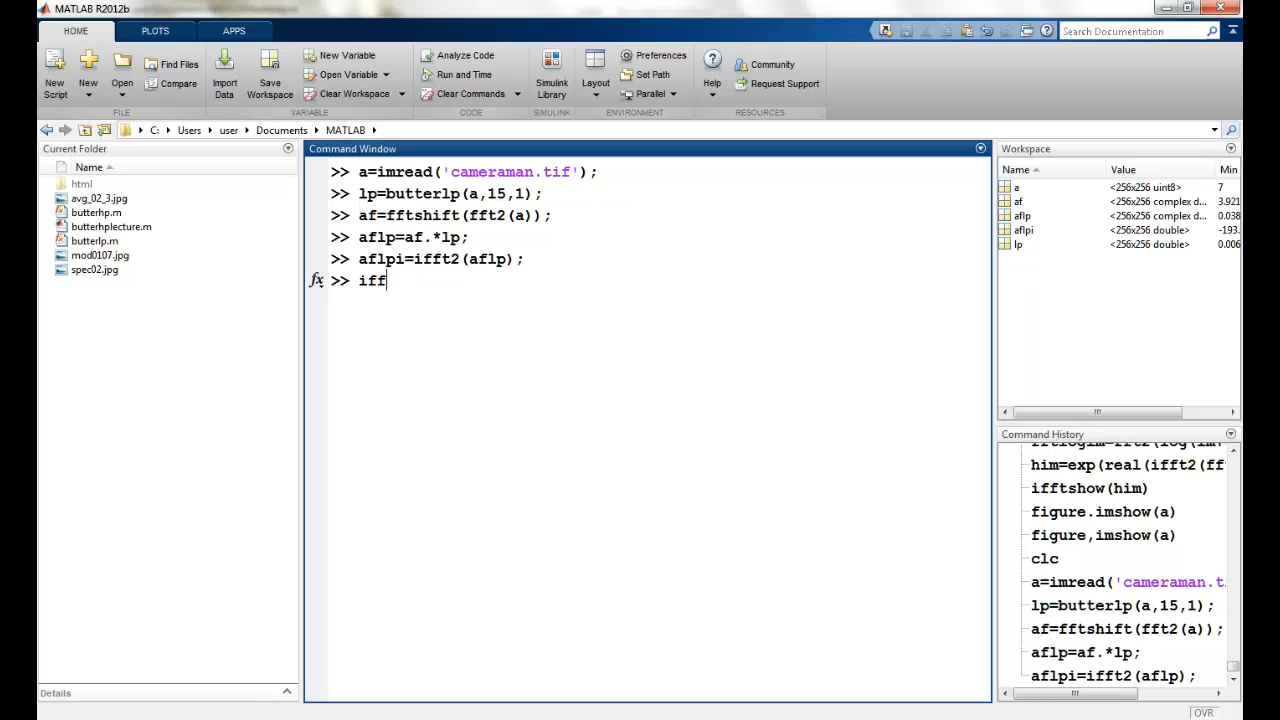 MATLAB R2012b
HOME PLOTS APPS
Search Documentation
New Script
New
Open
Find Files
Compare
FILE
Import Data
Save Workspace
New Variable
Open Variable
Clear Workspace
VARIABLE
Analyze Code
Run and Time
Clear Commands
CODE
Simulink Library
SIMULINK
Layout
Preferences
Set Path
Parallel
ENVIRONMENT
Help
Community
Request Support
RESOURCES
C: Users user Documents MATLAB
Current Folder
Name
html
avg_02_3.jpg
butterhp.m
butterhplecture.m
butterlp.m
mod0107.jpg
spec02.jpg
Details
Command Window
>> a=imread('cameraman.tif');
>> lp=butterlp(a,15,1);
>> af=fftshift(fft2(a));
>> aflp=af.*lp;
>> aflpi=ifft2(aflp);
fx >> iff
Workspace
Name Value Min
a <256x256 uint8> 7
af <256x256 complex d... 3.921
aflp <256x256 complex d... 0.038
aflpi <256x256 double> -193.
lp <256x256 double> 0.006
Command History
him=exp(real(ifft2(ff
ifftshow(him)
figure.imshow(a)
figure,imshow(a)
clc
a=imread('cameraman.t
lp=butterlp(a,15,1);
af=fftshift(fft2(a));
aflp=af.*lp;
aflpi=ifft2(aflp);
OVR